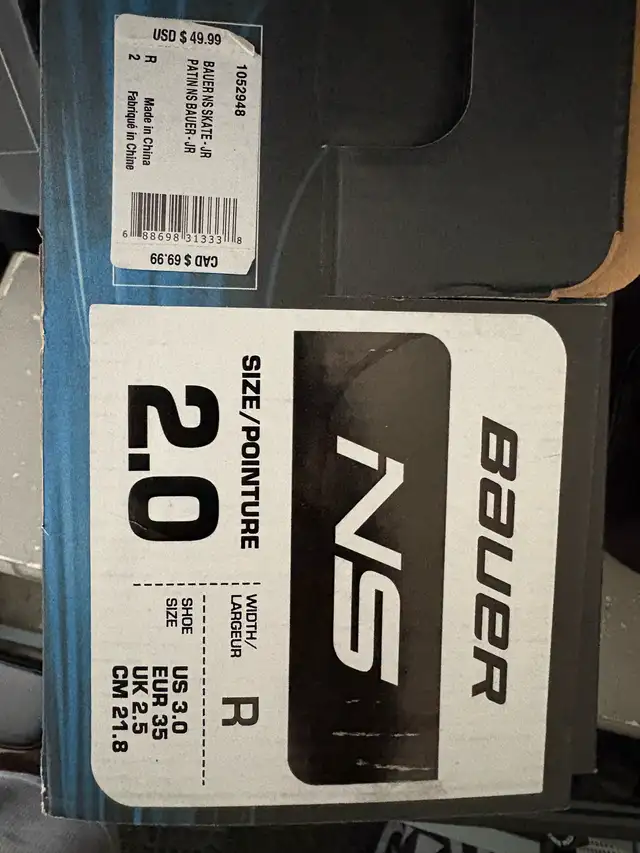 USD $ 49.99
1052948
BAUER NS SKATE - JR
PATIN NS BAUER - JR
R
2
Made in China
Fabriqué in Chine
6 88698 31333 8
CAD $ 69.99
BAUER
NS
SIZE/POINTURE
2.0
WIDTH/
LARGEUR
R
SHOE
SIZE
US 3.0
EUR 35
UK 2.5
CM 21.8